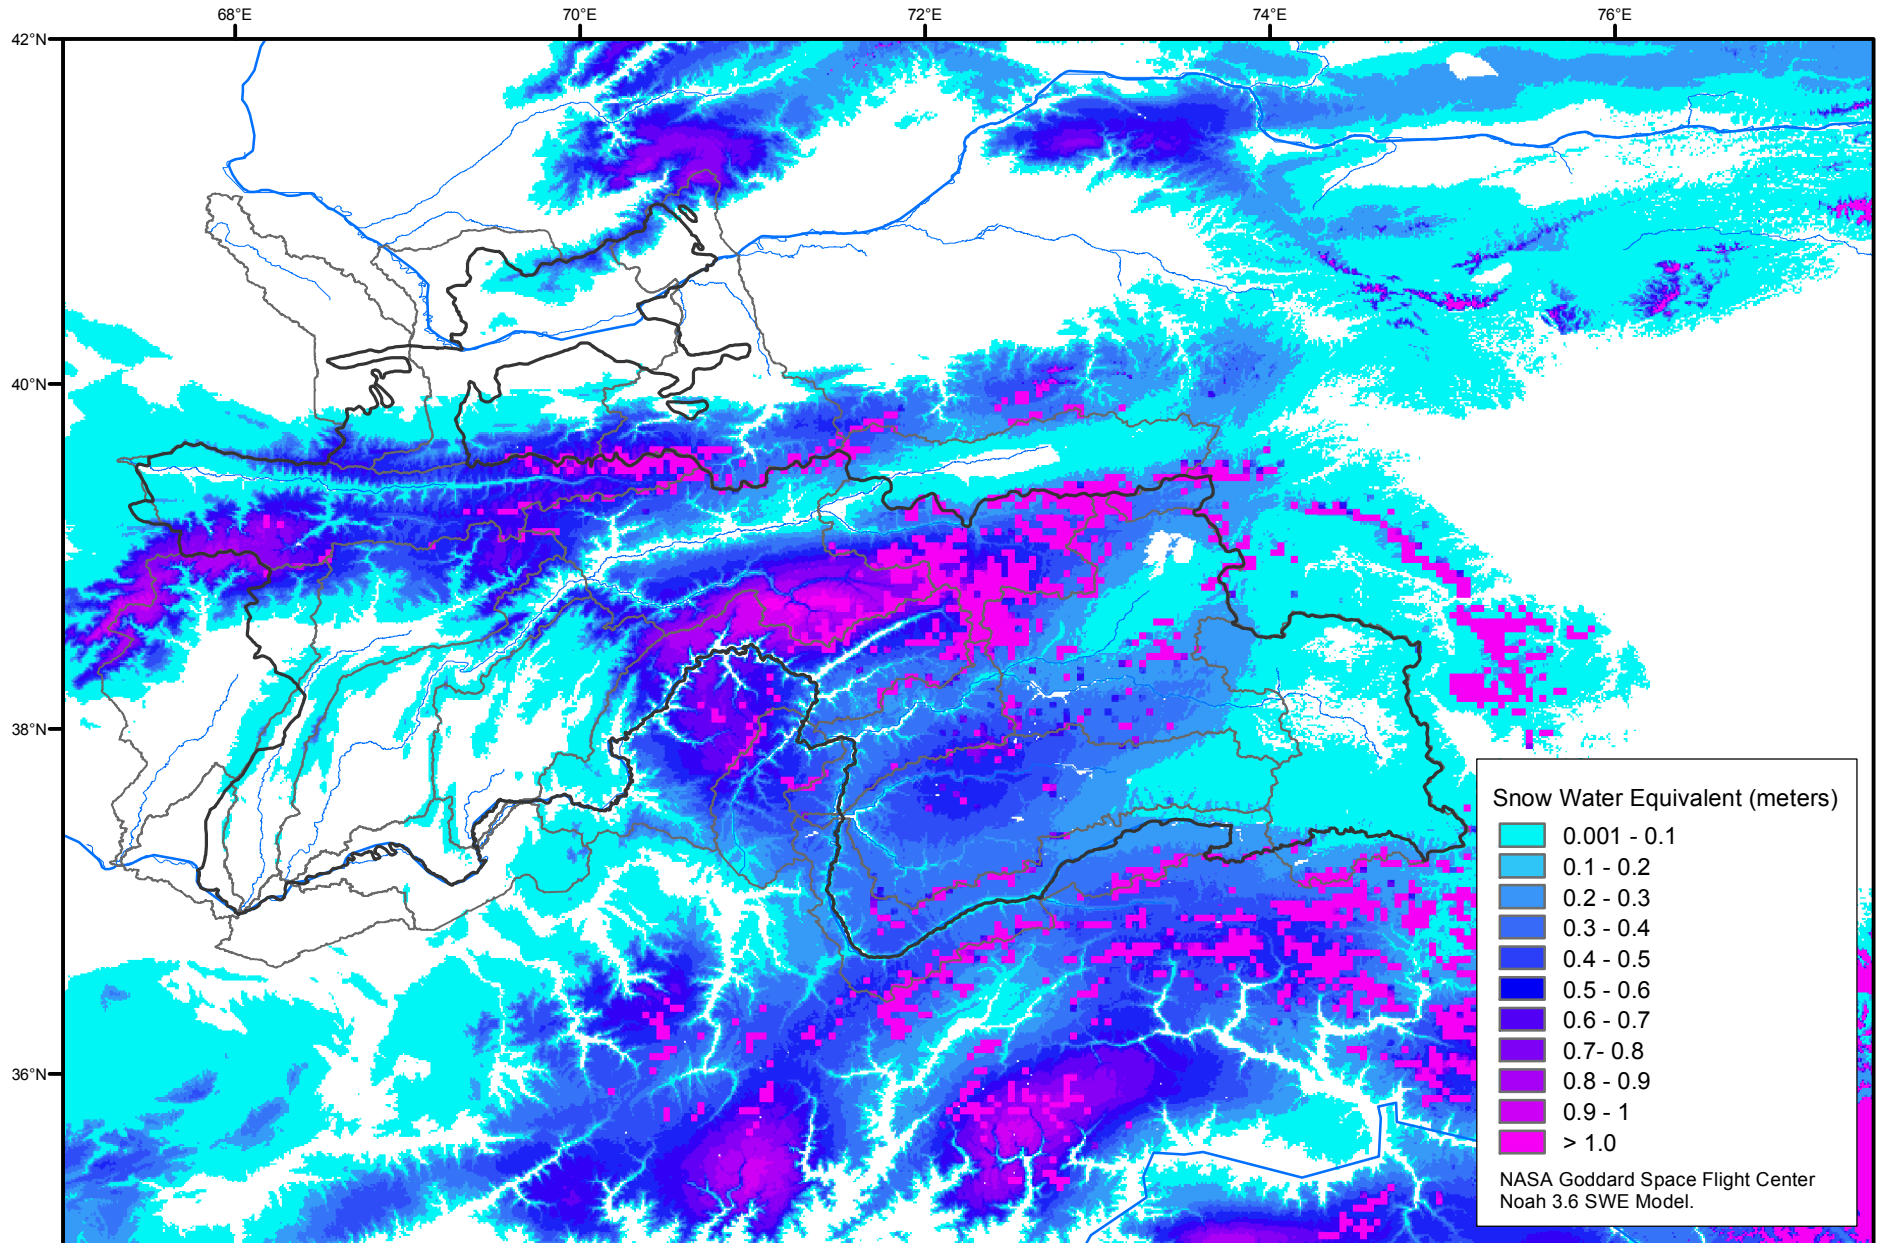 68°E 70°E 72°E 74°E 76°E
42°N
40°N
38°N
36°N
Snow Water Equivalent (meters)
0.001 - 0.1
0.1 - 0.2
0.2 - 0.3
0.3 - 0.4
0.4 - 0.5
0.5 - 0.6
0.6 - 0.7
0.7- 0.8
0.8 - 0.9
0.9 - 1
> 1.0
NASA Goddard Space Flight Center
Noah 3.6 SWE Model.